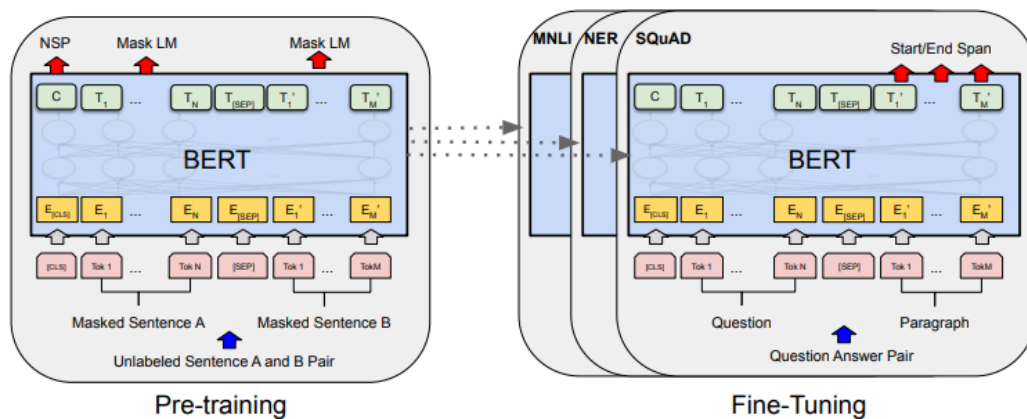 NSP Mask LM Mask LM
C T1 ... TN T[SEP] T1' ... TM'
BERT
E[CLS] E1 ... EN E[SEP] E1' ... EM'
[CLS] Tok 1 ... Tok N [SEP] Tok 1 ... TokM
Masked Sentence A Masked Sentence B
Unlabeled Sentence A and B Pair
Pre-training
MNLI NER SQuAD
Start/End Span
C T1 ... TN T[SEP] T1' ... TM'
BERT
E[CLS] E1 ... EN E[SEP] E1' ... EM'
[CLS] Tok 1 ... Tok N [SEP] Tok 1 ... TokM
Question Paragraph
Question Answer Pair
Fine-Tuning